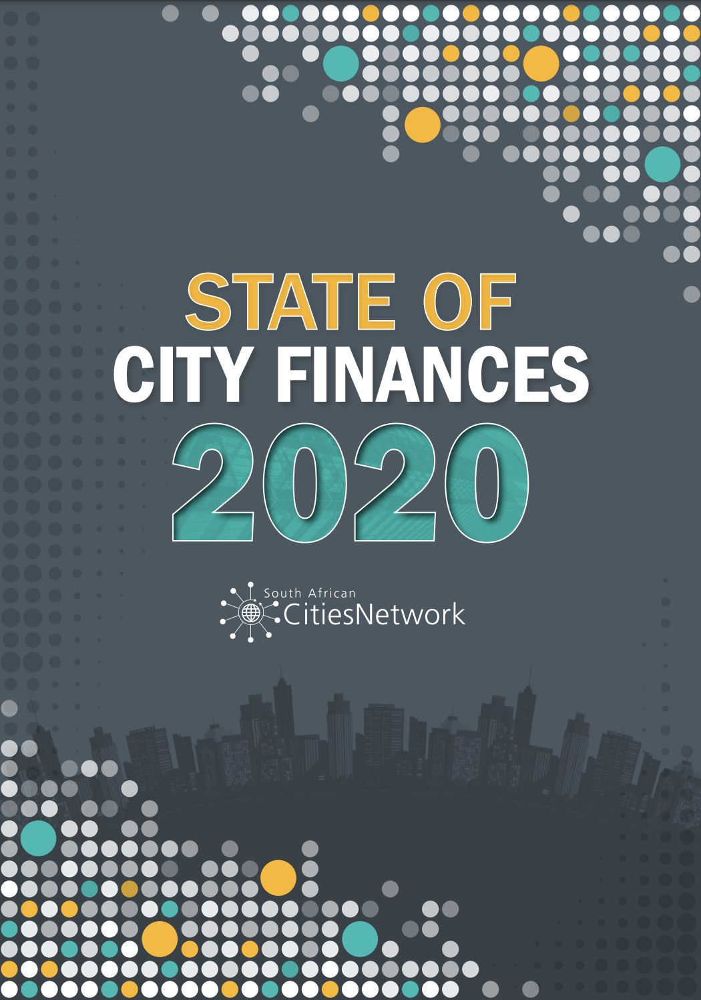 STATE OF
CITY FINANCES
2020
South African
CitiesNetwork